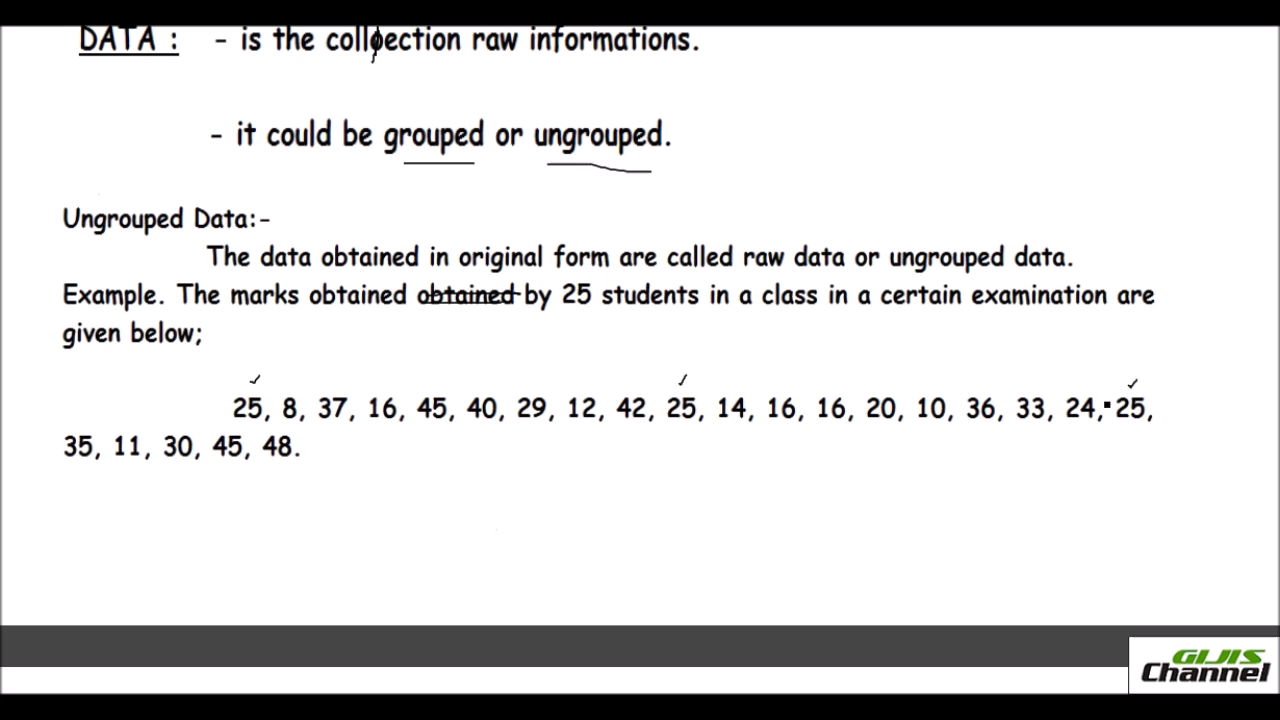 DATA : - is the colloection raw informations.
- it could be grouped or ungrouped.
Ungrouped Data:-
The data obtained in original form are called raw data or ungrouped data.
Example. The marks obtained obtained by 25 students in a class in a certain examination are
given below;
25, 8, 37, 16, 45, 40, 29, 12, 42, 25, 14, 16, 16, 20, 10, 36, 33, 24, 25,
35, 11, 30, 45, 48.
GIJIS
Channel